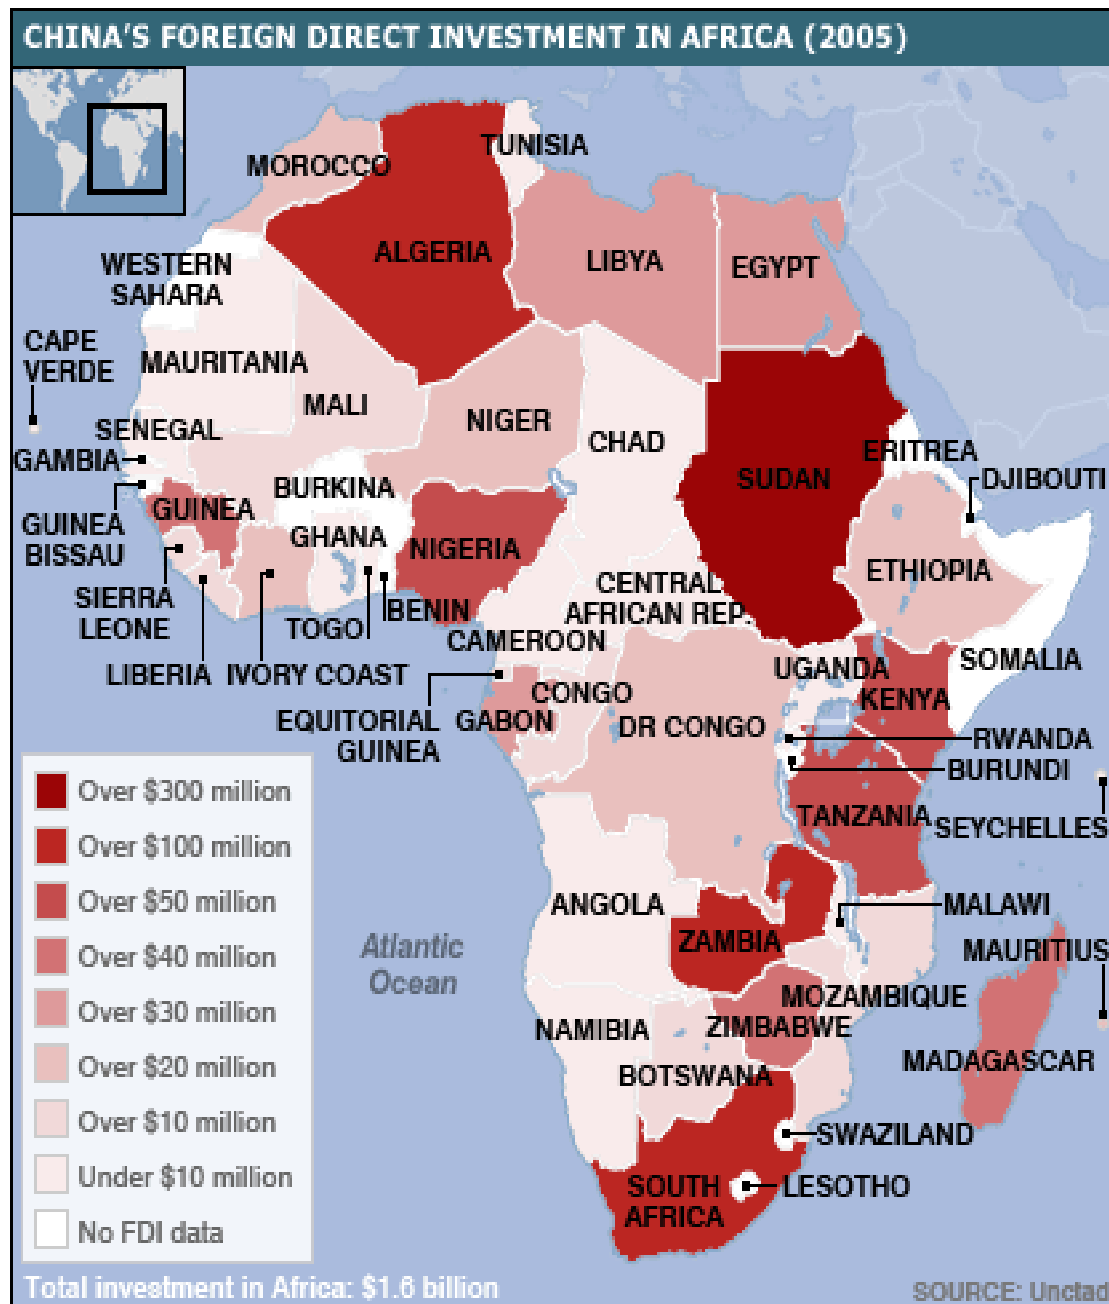 CHINA'S FOREIGN DIRECT INVESTMENT IN AFRICA (2005)
TUNISIA
MOROCCO
ALGERIA
LIBYA
EGYPT
WESTERN
SAHARA
CAPE
VERDE
MAURITANIA
MALI
NIGER
CHAD
SUDAN
ERITREA
DJIBOUTI
SENEGAL
GAMBIA
GUINEA
BISSAU
GUINEA
BURKINA
GHANA
NIGERIA
ETHIOPIA
SIERRA
LEONE
LIBERIA
IVORY COAST
TOGO
BENIN
CENTRAL
AFRICAN REP.
CAMEROON
SOMALIA
UGANDA
KENYA
EQUITORIAL
GUINEA
GABON
CONGO
DR CONGO
RWANDA
BURUNDI
TANZANIA
SEYCHELLES
ANGOLA
ZAMBIA
MALAWI
MAURITIUS
Atlantic
Ocean
MOZAMBIQUE
NAMIBIA
ZIMBABWE
BOTSWANA
MADAGASCAR
SWAZILAND
SOUTH
AFRICA
LESOTHO
Over $300 million
Over $100 million
Over $50 million
Over $40 million
Over $30 million
Over $20 million
Over $10 million
Under $10 million
No FDI data
Total investment in Africa: $1.6 billion
SOURCE: Unctad